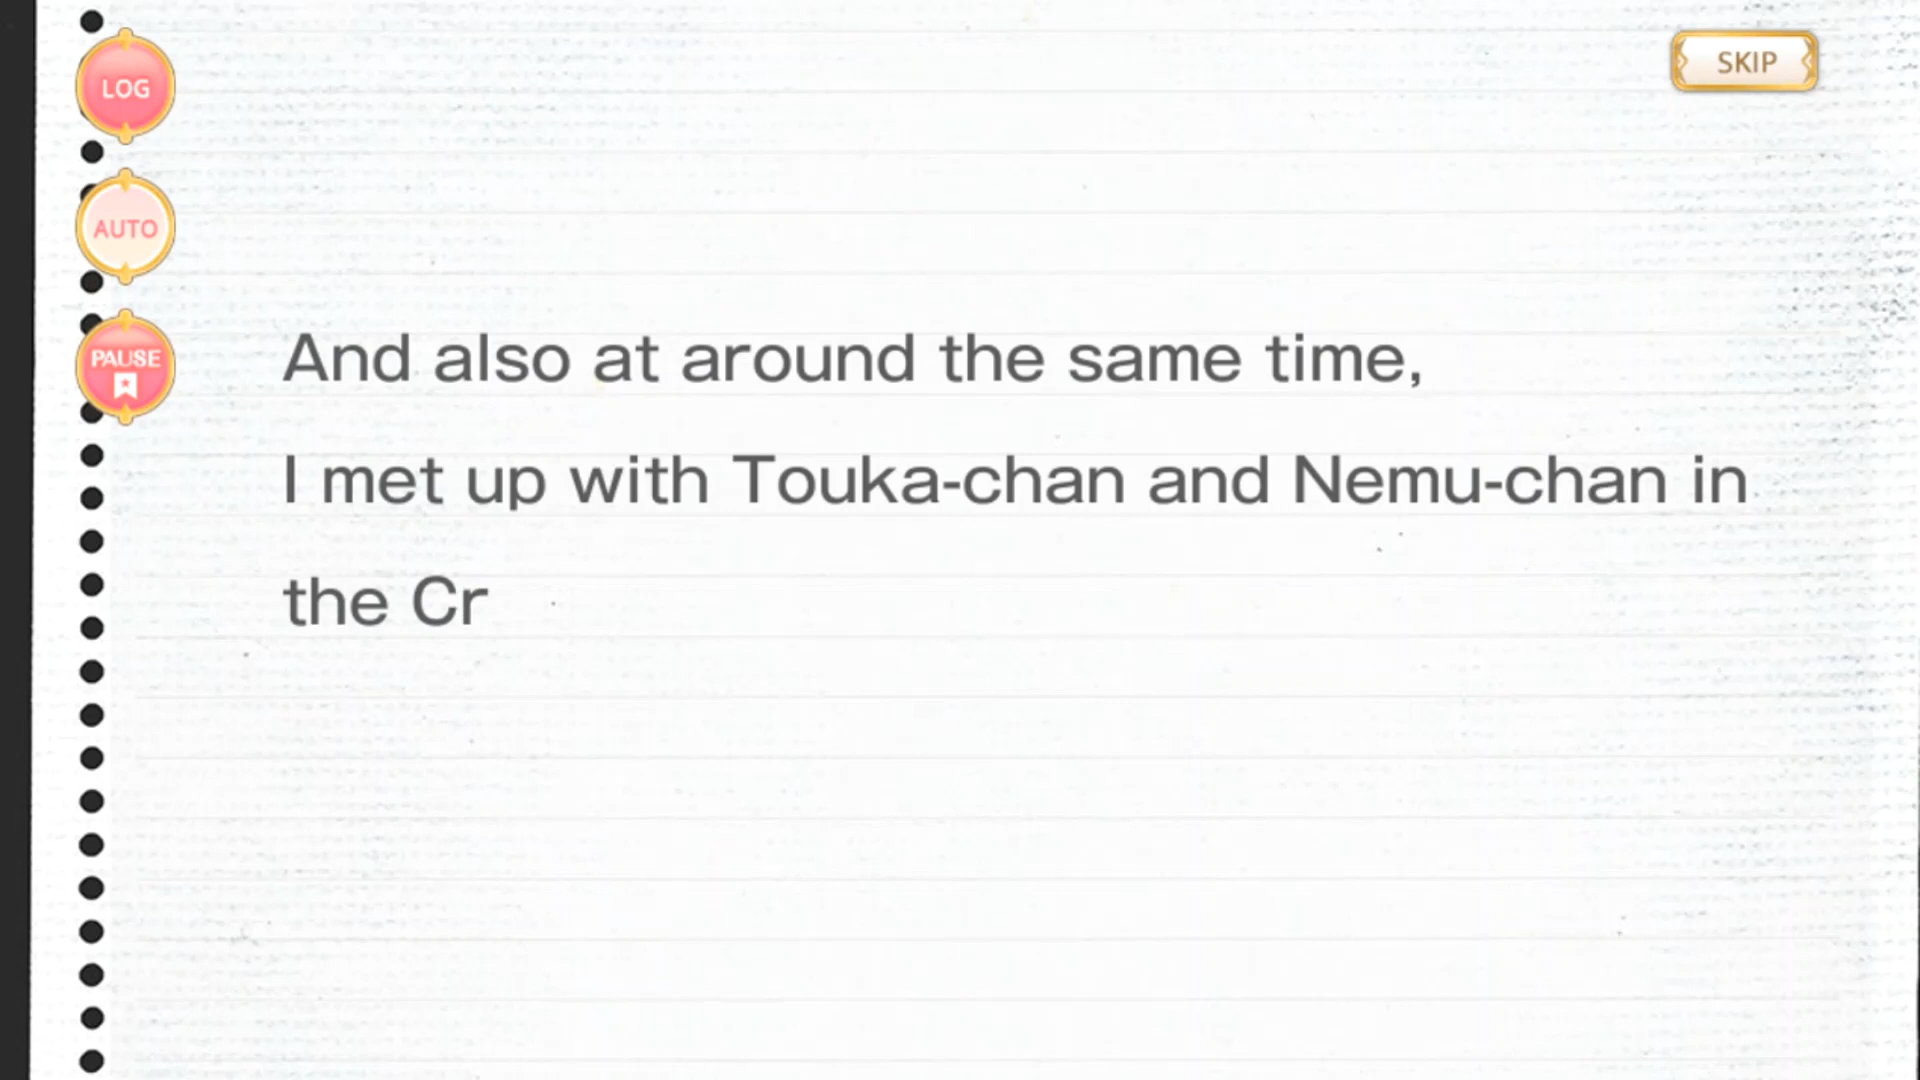 LOG
SKIP
AUTO
PAUSE
And also at around the same time,
I met up with Touka-chan and Nemu-chan in
the Cr